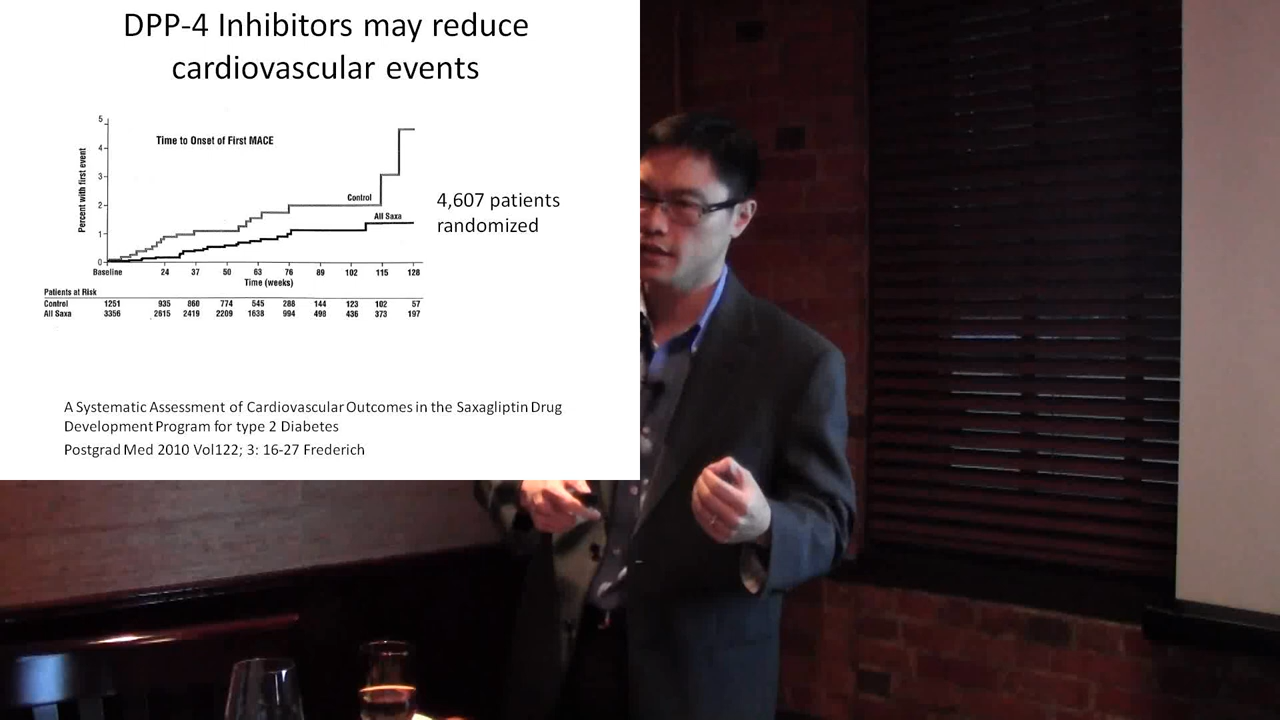 DPP-4 Inhibitors may reduce
cardiovascular events
5
4
3
2
1
0
Percent with first event
Time to Onset of First MACE
Control
All Saxa
Baseline 24 37 50 63 76 89 102 115 128
Time (weeks)
Patients at Risk
Control 1251 935 860 774 545 288 144 123 102 57
All Saxa 3356 2615 2419 2209 1638 994 498 436 373 197
4,607 patients
randomized
A Systematic Assessment of Cardiovascular Outcomes in the Saxagliptin Drug
Development Program for type 2 Diabetes
Postgrad Med 2010 Vol122; 3: 16-27 Frederich